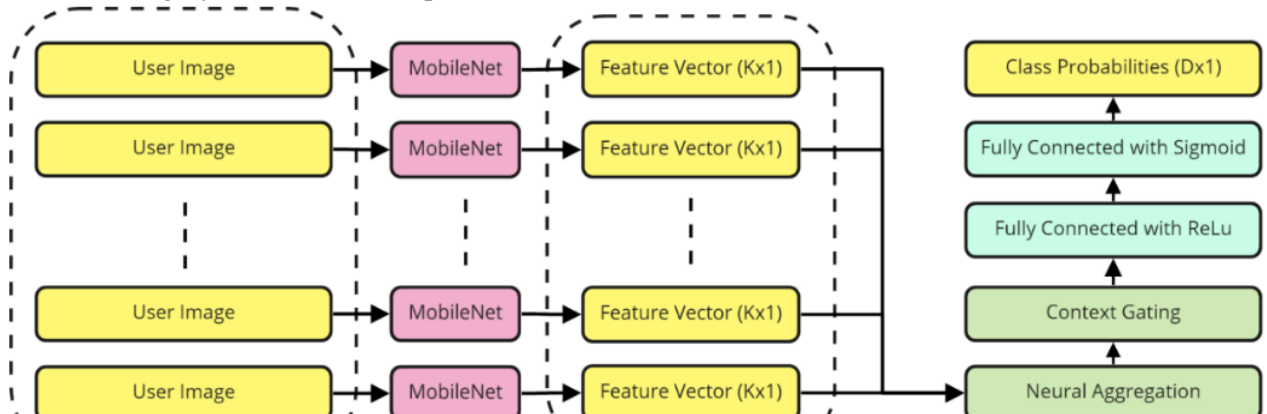 User Image
MobileNet
Feature Vector (Kx1)
Class Probabilities (Dx1)
User Image
MobileNet
Feature Vector (Kx1)
Fully Connected with Sigmoid
Fully Connected with ReLu
User Image
MobileNet
Feature Vector (Kx1)
Context Gating
User Image
MobileNet
Feature Vector (Kx1)
Neural Aggregation